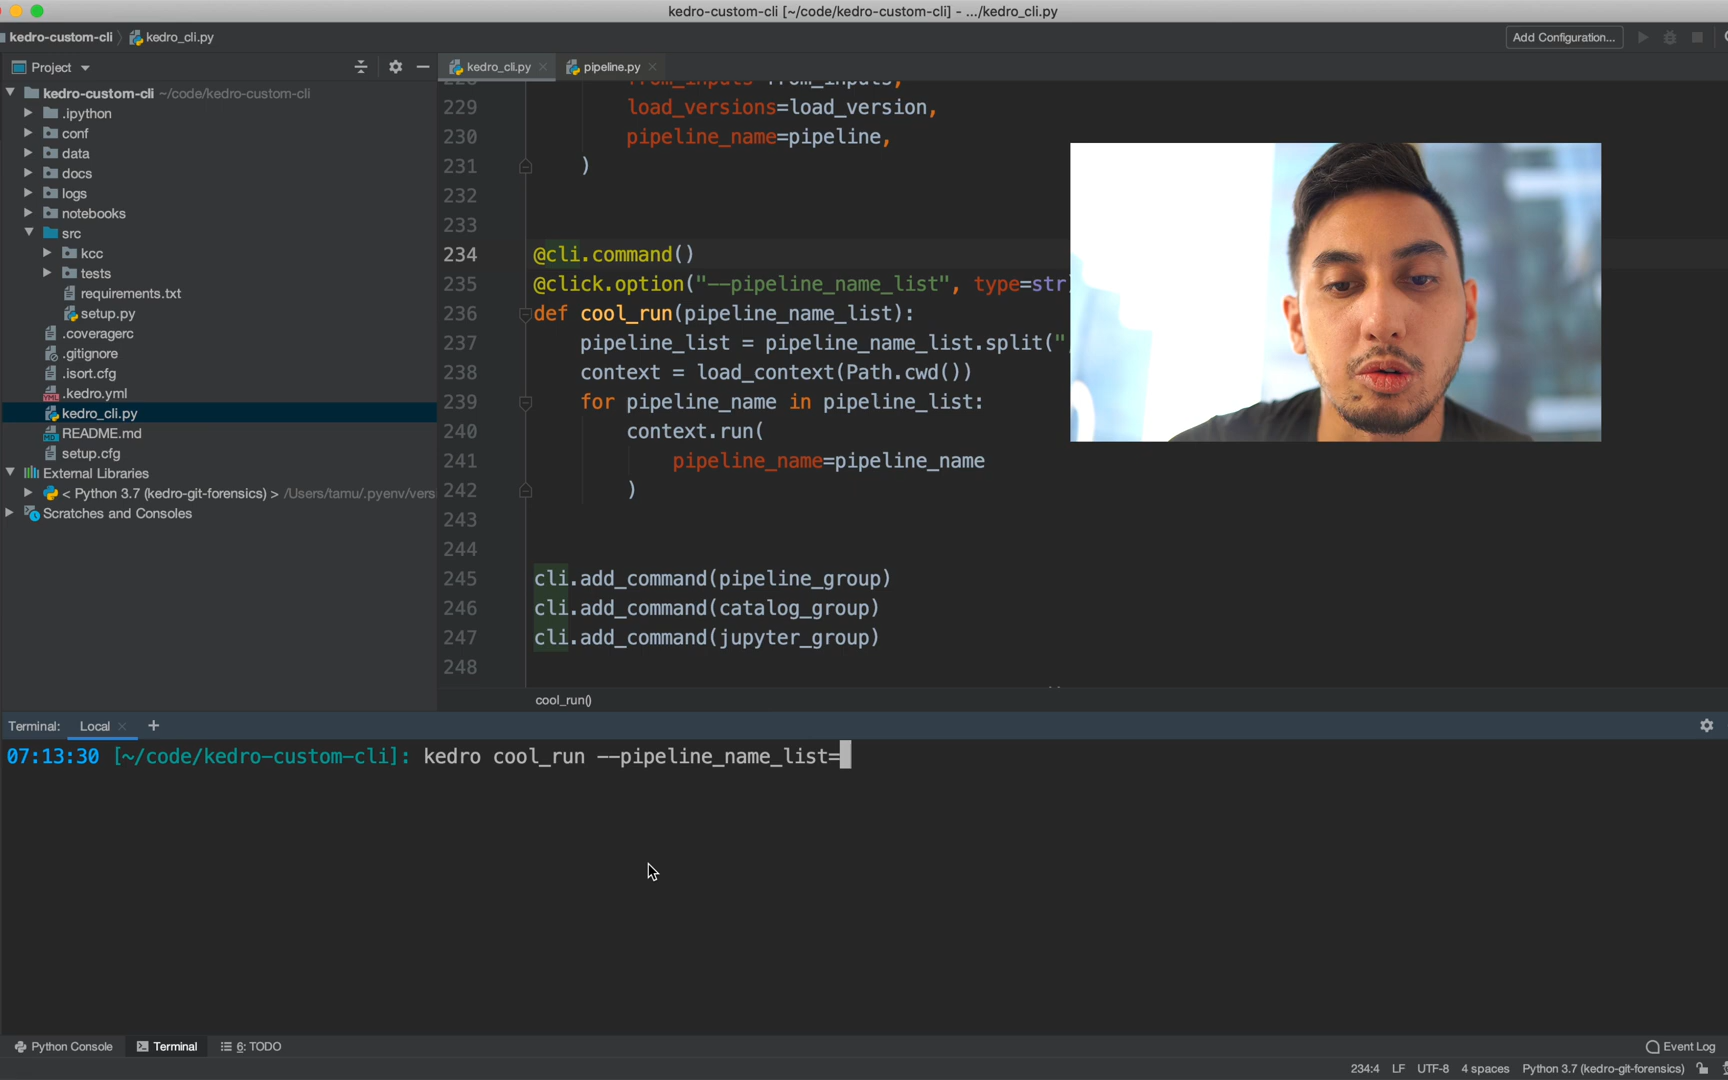 kedro-custom-cli [~/code/kedro-custom-cli] - .../kedro_cli.py
kedro-custom-cli
kedro_cli.py
Add Configuration...
Project
kedro_cli.py
pipeline.py
kedro-custom-cli ~/code/kedro-custom-cli
.ipython
conf
data
docs
logs
notebooks
src
kcc
tests
requirements.txt
setup.py
.coveragerc
.gitignore
.isort.cfg
.kedro.yml
kedro_cli.py
README.md
setup.cfg
External Libraries
< Python 3.7 (kedro-git-forensics) > /Users/tamu/.pyenv/vers
Scratches and Consoles
229 load_versions=load_version,
230 pipeline_name=pipeline,
231 )
232
233
234 @cli.command()
235 @click.option("--pipeline_name_list", type=str
236 def cool_run(pipeline_name_list):
237 pipeline_list = pipeline_name_list.split("
238 context = load_context(Path.cwd())
239 for pipeline_name in pipeline_list:
240 context.run(
241 pipeline_name=pipeline_name
242 )
243
244
245 cli.add_command(pipeline_group)
246 cli.add_command(catalog_group)
247 cli.add_command(jupyter_group)
248
cool_run()
Terminal: Local +
07:13:30 [~/code/kedro-custom-cli]: kedro cool_run --pipeline_name_list=
Python Console
Terminal
6: TODO
Event Log
234:4 LF UTF-8 4 spaces Python 3.7 (kedro-git-forensics)